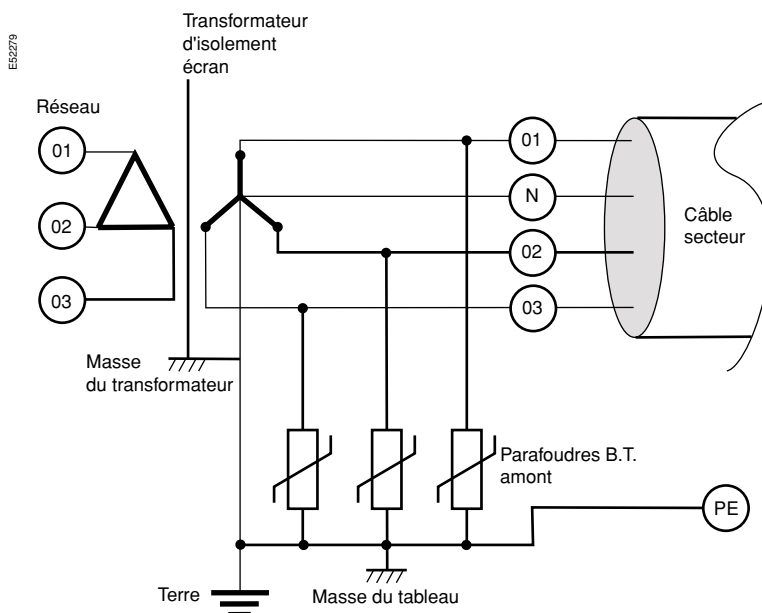 E52279
Transformateur
d'isolement
écran
Réseau
01
02
03
01
N
02
03
Câble
secteur
Masse
du transformateur
Parafoudres B.T.
amont
PE
Terre
Masse du tableau